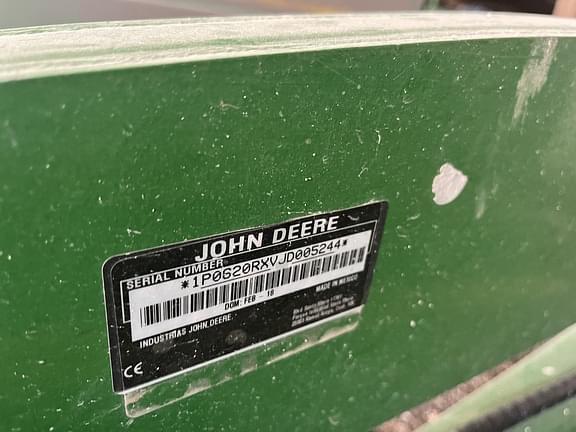 JOHN DEERE
SERIAL NUMBER
*1P0620RXVJD005244*
DOM: FEB - 18
INDUSTRIAS JOHN DEERE
MADE IN MEXICO
CE